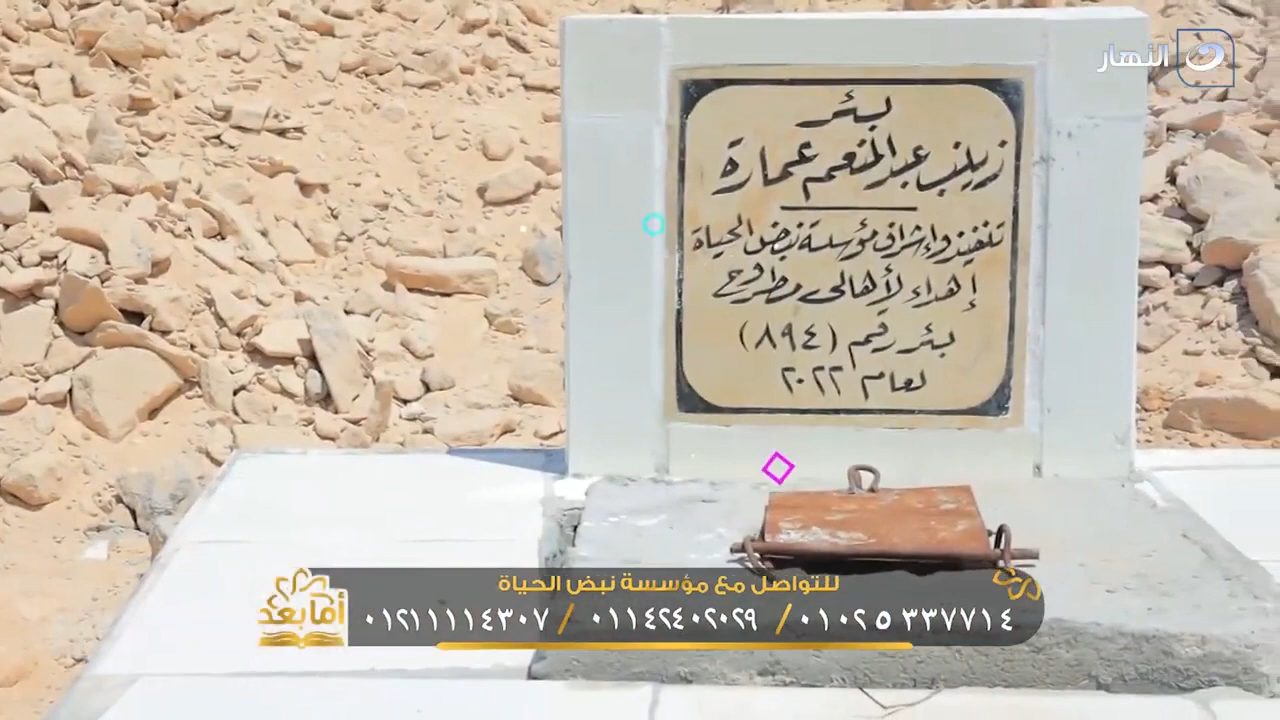 النهار
بئر
زينب عبد المنعم عمارة
تنفيذ وإشراف مؤسسة نبض الحياة
إهداء لأهالى مطروح
بئر رقم (٨٩٤)
لعام ٢٠٢٢
للتواصل مع مؤسسة نبض الحياة
٠١٠٢٥٣٣٧٧١٤ / ٠١١٤٢٤٠٢٠٢٩ / ٠١٢١١١١٤٣٠٧
أما بعد